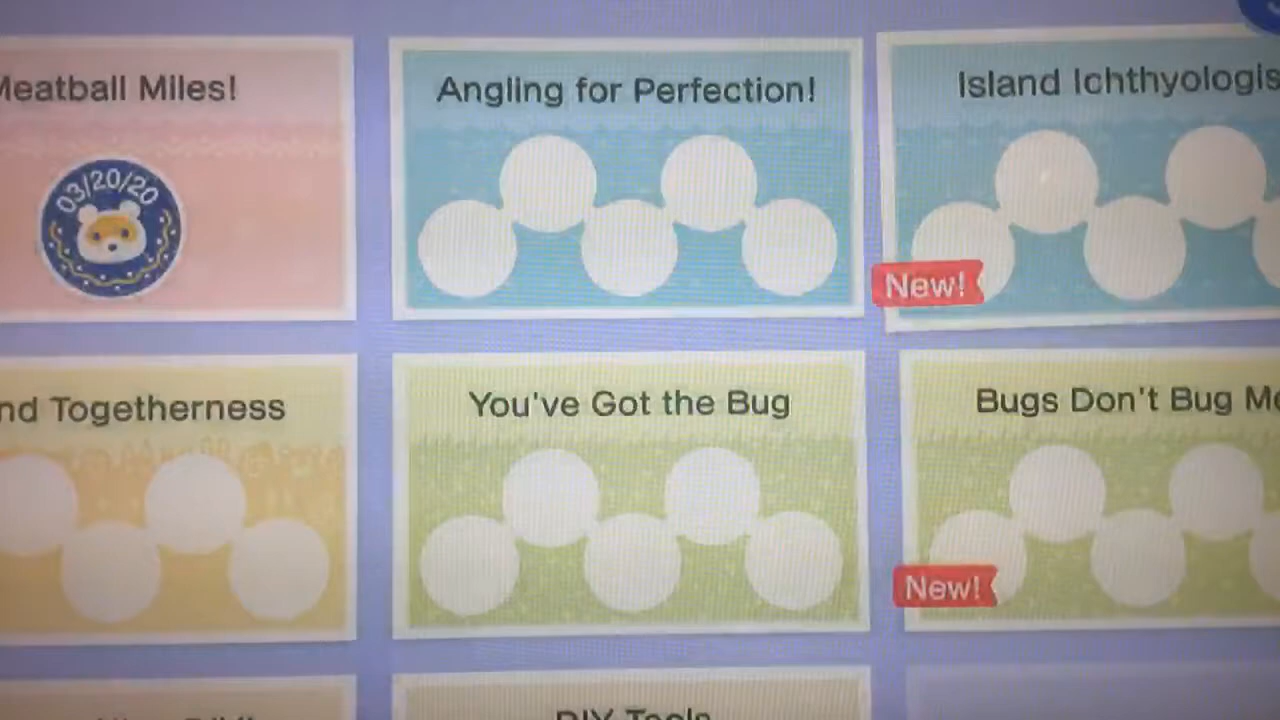 Meatball Miles!
Angling for Perfection!
Island Ichthyologis
03/20/20
New!
nd Togetherness
You've Got the Bug
Bugs Don't Bug Me
New!
DIY Tools